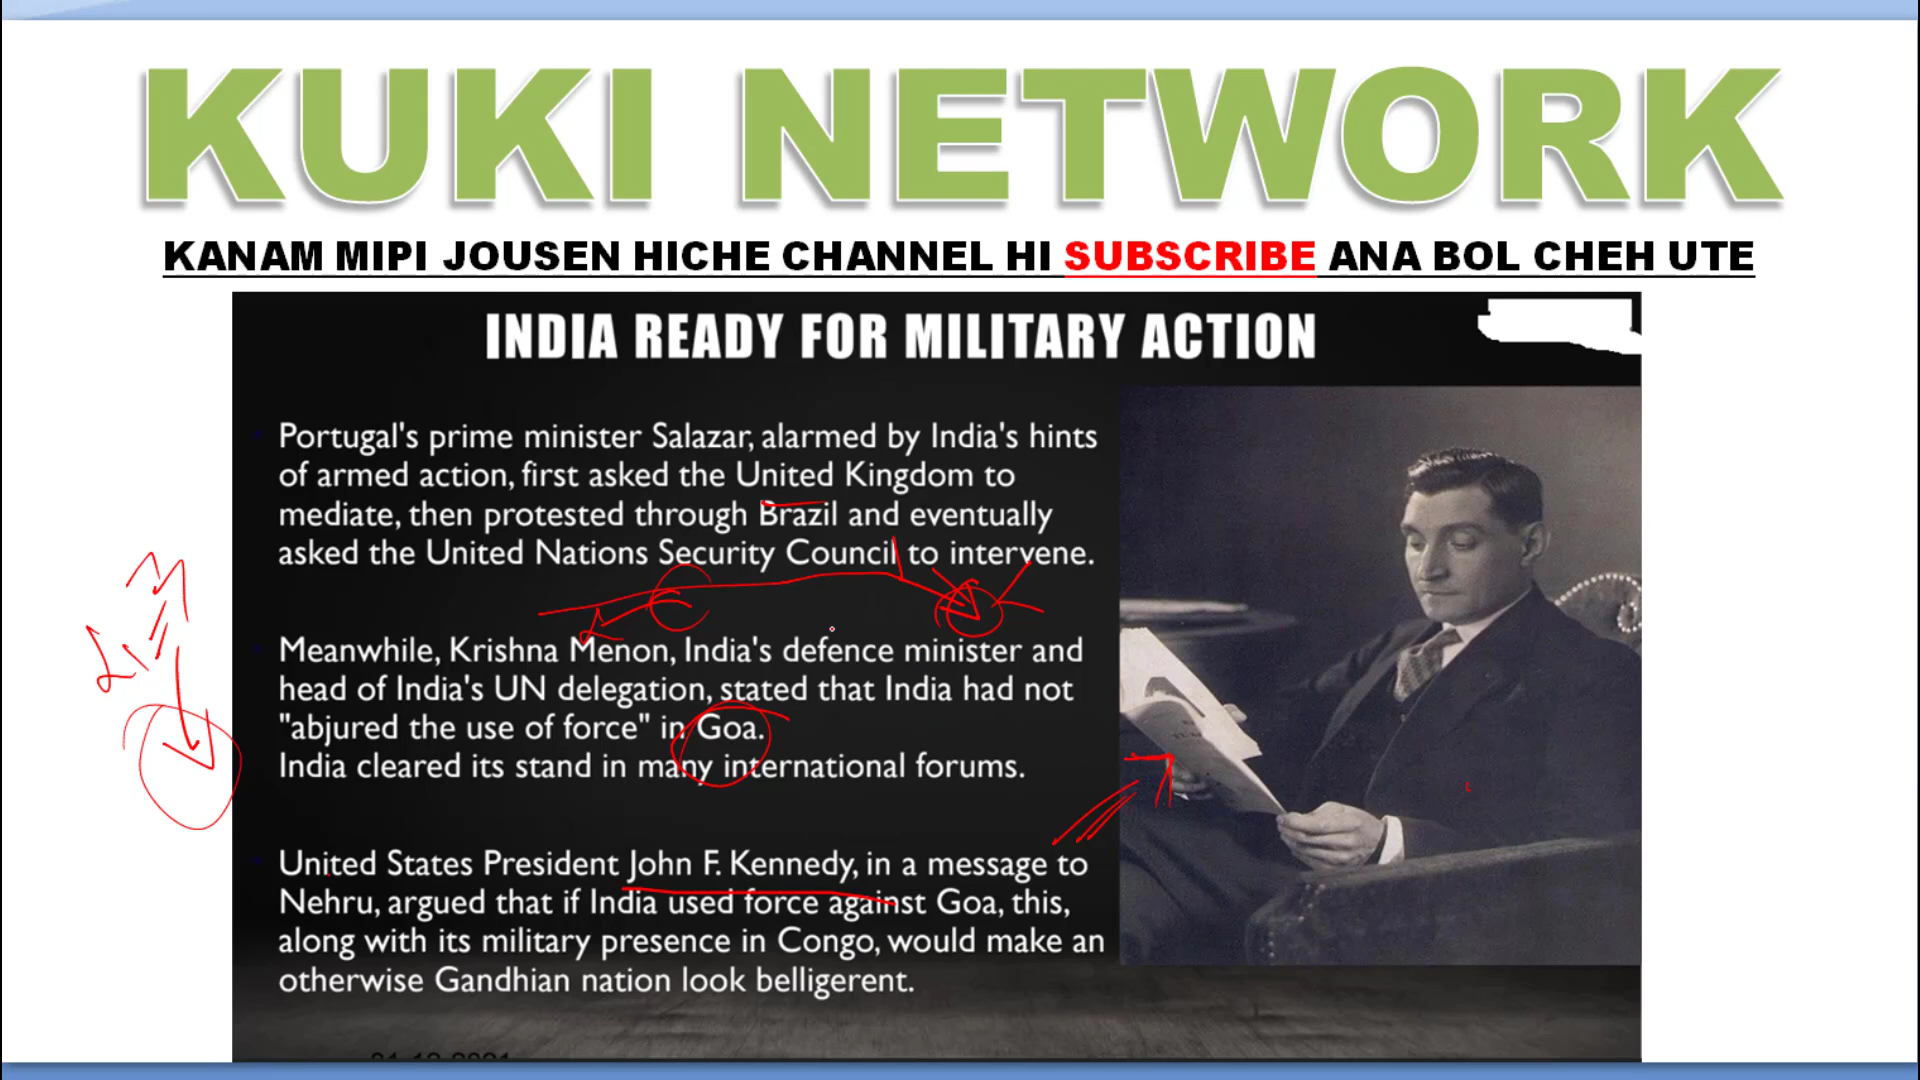 KUKI NETWORK
KANAM MIPI JOUSEN HICHE CHANNEL HI SUBSCRIBE ANA BOL CHEH UTE
INDIA READY FOR MILITARY ACTION
Portugal's prime minister Salazar, alarmed by India's hints
of armed action, first asked the United Kingdom to
mediate, then protested through Brazil and eventually
asked the United Nations Security Council to intervene.
Meanwhile, Krishna Menon, India's defence minister and
head of India's UN delegation, stated that India had not
"abjured the use of force" in Goa.
India cleared its stand in many international forums.
United States President John F. Kennedy, in a message to
Nehru, argued that if India used force against Goa, this,
along with its military presence in Congo, would make an
otherwise Gandhian nation look belligerent.